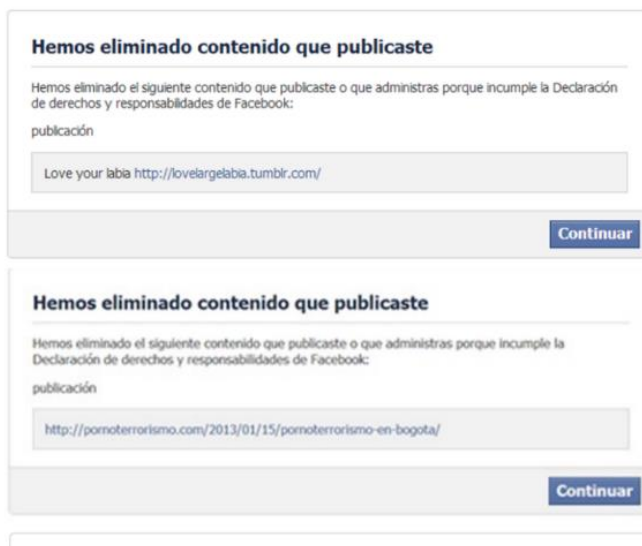 Hemos eliminado contenido que publicaste
Hemos eliminado el siguiente contenido que publicaste o que administras porque incumple la Declaración
de derechos y responsabilidades de Facebook:
publicación
Love your labia http://lovelargelabia.tumblr.com/
Continuar
Hemos eliminado contenido que publicaste
Hemos eliminado el siguiente contenido que publicaste o que administras porque incumple la
Declaración de derechos y responsabilidades de Facebook:
publicación
http://pornoterrorismo.com/2013/01/15/pornoterrorismo-en-bogota/
Continuar